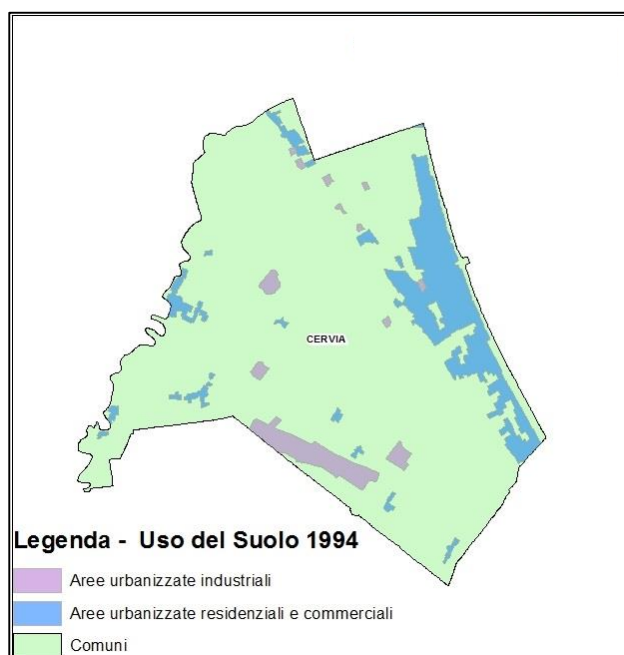 CERVIA
Legenda - Uso del Suolo 1994
Aree urbanizzate industriali
Aree urbanizzate residenziali e commerciali
Comuni